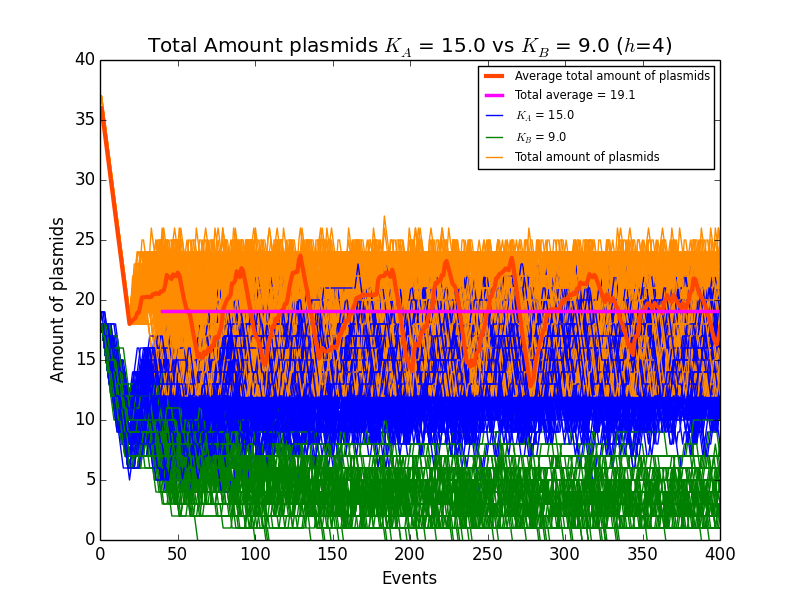 Total Amount plasmids K_A = 15.0 vs K_B = 9.0 (h=4)
Average total amount of plasmids
Total average = 19.1
K_A = 15.0
K_B = 9.0
Total amount of plasmids
Amount of plasmids
40
35
30
25
20
15
10
5
0
0 50 100 150 200 250 300 350 400
Events